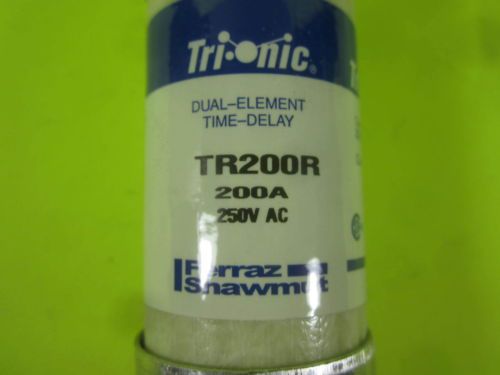 Tri-Onic®
DUAL-ELEMENT
TIME-DELAY
TR200R
200A
250V AC
Ferraz
Shawmut